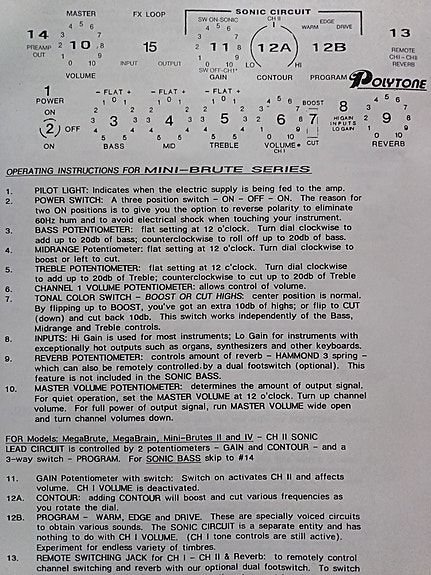 SONIC CIRCUIT
MASTER FX LOOP SW ON-SONIC CH II EDGE
WARM DRIVE
14 10 15 11 12A 12B 13
PREAMP OUT
REMOTE
CH I - CH II
REVERB
0 10 INPUT OUTPUT SW OFF-CH1* LO HI
VOLUME GAIN CONTOUR PROGRAM POLYTONE
1
POWER - FLAT + - FLAT + - FLAT + BOOST 8
ON 2 OFF 3 4 5 6 7 HI GAIN INPUTS LO GAIN 9
ON BASS MID TREBLE VOLUME CH I CUT REVERB
OPERATING INSTRUCTIONS FOR MINI-BRUTE SERIES
1. PILOT LIGHT: Indicates when the electric supply is being fed to the amp.
2. POWER SWITCH: A three position switch - ON - OFF - ON. The reason for
two ON positions is to give you the option to reverse polarity to eliminate
60Hz hum and to avoid electrical shock when touching your instrument.
3. BASS POTENTIOMETER: flat setting at 12 o'clock. Turn dial clockwise to
add up to 20db of bass; counterclockwise to roll off up to 20db of bass.
4. MIDRANGE Potentiometer: flat setting at 12 o'clock. Turn dial clockwise to
boost or left to cut.
5. TREBLE POTENTIOMETER: flat setting at 12 o'clock. Turn dial clockwise
to add up to 20db of Treble; counterclockwise to cut up to 20db of Treble
6. CHANNEL 1 VOLUME POTENTIOMETER: allows control of volume.
7. TONAL COLOR SWITCH - BOOST OR CUT HIGHS: center position is normal.
By flipping up to BOOST, you've got an extra 10db of highs; or flip to CUT
(down) and cut back 10db. This switch works independently of the Bass,
Midrange and Treble controls.
8. INPUTS: Hi Gain is used for most instruments; Lo Gain for instruments with
exceptionally hot outputs such as organs, synthesizers and other keyboards.
9. REVERB POTENTIOMETER: controls amount of reverb - HAMMOND 3 spring -
which can also be remotely controlled by a dual footswitch (optional). This
feature is not included in the SONIC BASS.
10. MASTER VOLUME POTENTIOMETER: determines the amount of output signal.
For quiet operation, set the MASTER VOLUME at 12 o'clock. Turn up channel
volume. For full power of output signal, run MASTER VOLUME wide open
and turn channel volumes down.
FOR Models: MegaBrute, MegaBrain, Mini-Brutes II and IV - CH II SONIC
LEAD CIRCUIT is controlled by 2 potentiometers - GAIN and CONTOUR - and a
3-way switch - PROGRAM. For SONIC BASS skip to #14
11. GAIN Potentiometer with switch: Switch on activates CH II and affects
volume. CH I VOLUME is deactivated.
12A. CONTOUR: adding CONTOUR will boost and cut various frequencies as
you rotate the dial.
12B. PROGRAM - WARM, EDGE and DRIVE. These are specially voiced circuits
to obtain various sounds. The SONIC CIRCUIT is a separate entity and has
nothing to do with CH I VOLUME. (CH I tone controls are still active).
Experiment for endless variety of timbres.
13. REMOTE SWITCHING JACK for CH I - CH II & Reverb: to remotely control
channel switching and reverb with our optional dual footswitch. To switch